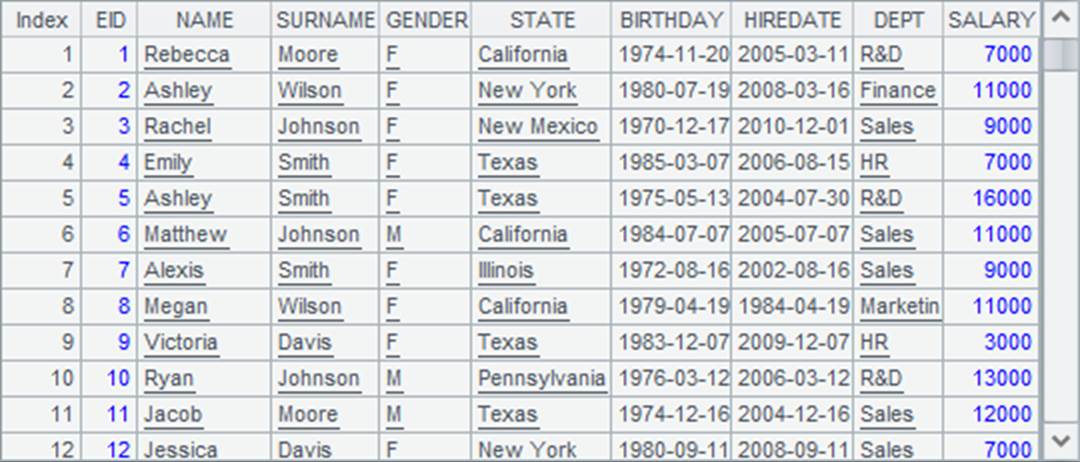 Index EID NAME SURNAME GENDER STATE BIRTHDAY HIREDATE DEPT SALARY
1 1 Rebecca Moore F California 1974-11-20 2005-03-11 R&D 7000
2 2 Ashley Wilson F New York 1980-07-19 2008-03-16 Finance 11000
3 3 Rachel Johnson F New Mexico 1970-12-17 2010-12-01 Sales 9000
4 4 Emily Smith F Texas 1985-03-07 2006-08-15 HR 7000
5 5 Ashley Smith F Texas 1975-05-13 2004-07-30 R&D 16000
6 6 Matthew Johnson M California 1984-07-07 2005-07-07 Sales 11000
7 7 Alexis Smith F Illinois 1972-08-16 2002-08-16 Sales 9000
8 8 Megan Wilson F California 1979-04-19 1984-04-19 Marketin 11000
9 9 Victoria Davis F Texas 1983-12-07 2009-12-07 HR 3000
10 10 Ryan Johnson M Pennsylvania 1976-03-12 2006-03-12 R&D 13000
11 11 Jacob Moore M Texas 1974-12-16 2004-12-16 Sales 12000
12 12 Jessica Davis F New York 1980-09-11 2008-09-11 Sales 7000